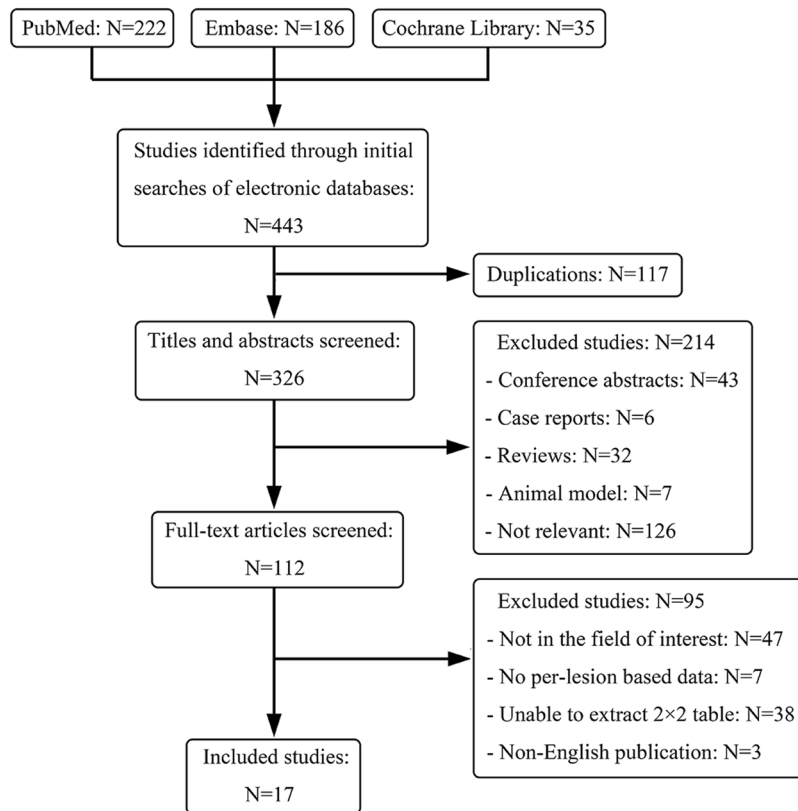 PubMed: N=222
Embase: N=186
Cochrane Library: N=35
Studies identified through initial
searches of electronic databases:
N=443
Duplications: N=117
Titles and abstracts screened:
N=326
Excluded studies: N=214
- Conference abstracts: N=43
- Case reports: N=6
- Reviews: N=32
- Animal model: N=7
- Not relevant: N=126
Full-text articles screened:
N=112
Excluded studies: N=95
- Not in the field of interest: N=47
- No per-lesion based data: N=7
- Unable to extract 2×2 table: N=38
- Non-English publication: N=3
Included studies:
N=17